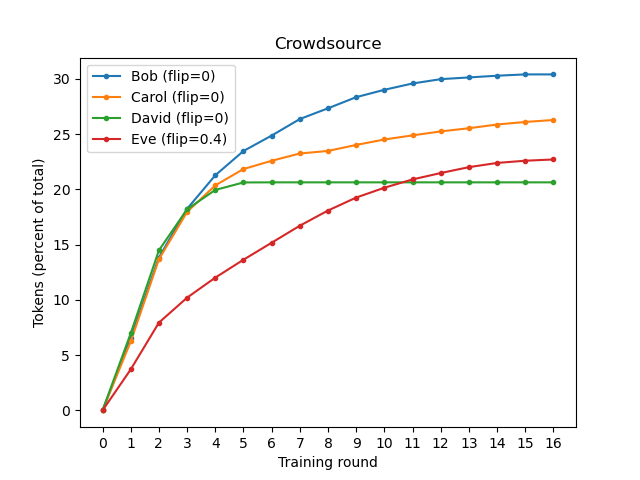 Crowdsource
Bob (flip=0)
Carol (flip=0)
David (flip=0)
Eve (flip=0.4)
Tokens (percent of total)
30
25
20
15
10
5
0
0 1 2 3 4 5 6 7 8 9 10 11 12 13 14 15 16
Training round